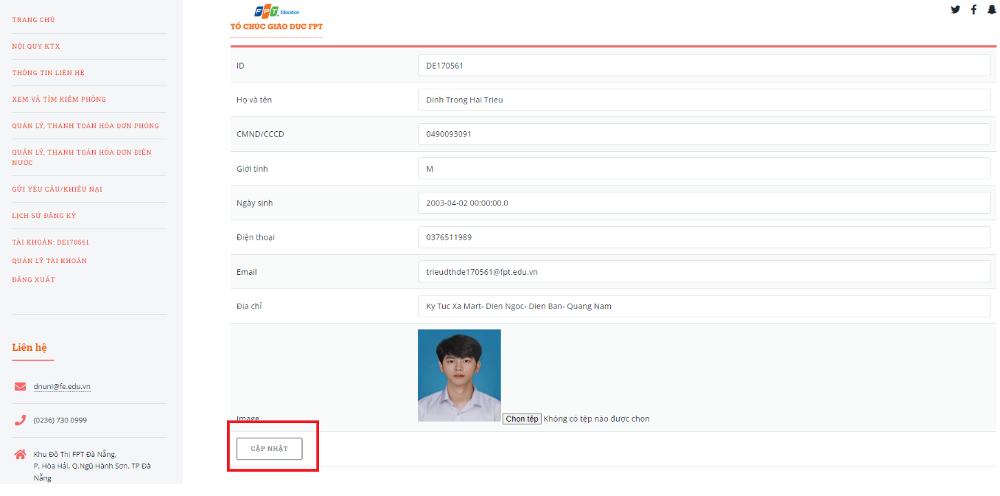 TRANG CHỦ
NỘI QUY KTX
THÔNG TIN LIÊN HỆ
XEM VÀ TÌM KIẾM PHÒNG
QUẢN LÝ, THANH TOÁN HÓA ĐƠN PHÒNG
QUẢN LÝ, THANH TOÁN HÓA ĐƠN ĐIỆN
NƯỚC
GỬI YÊU CẦU/KHIẾU NẠI
LỊCH SỬ ĐĂNG KÝ
TÀI KHOẢN: DE170561
QUẢN LÝ TÀI KHOẢN
ĐĂNG XUẤT
Liên hệ
dnuni@fe.edu.vn
(0236) 730 0999
Khu Đô Thị FPT Đà Nẵng,
P. Hòa Hải, Q.Ngũ Hành Sơn, TP Đà
Nẵng
FPT Education
TỔ CHỨC GIÁO DỤC FPT
ID DE170561
Họ và tên Dinh Trong Hai Trieu
CMND/CCCD 0490093091
Giới tính M
Ngày sinh 2003-04-02 00:00:00.0
Điện thoại 0376511989
Email trieudthde170561@fpt.edu.vn
Địa chỉ Ky Tuc Xa Mart- Dien Ngoc- Dien Ban- Quang Nam
Image Chọn tệp Không có tệp nào được chọn
CẬP NHẬT